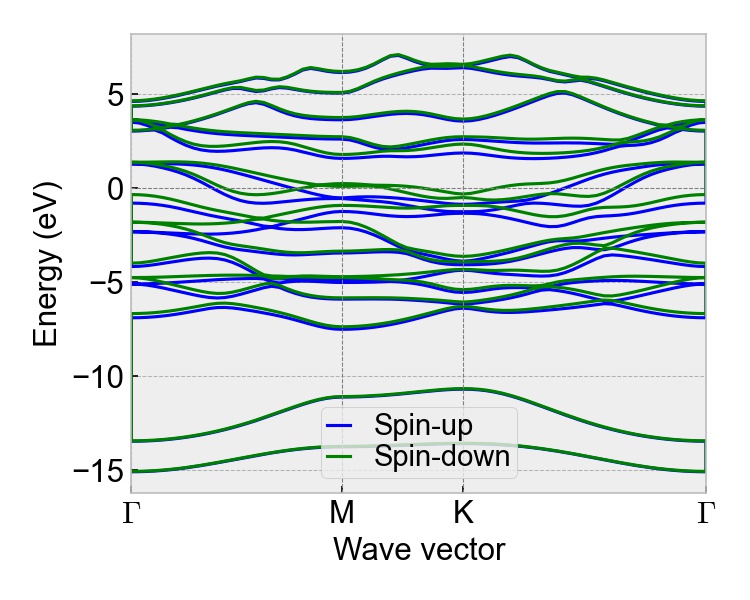 Energy (eV)
5
0
−5
−10
−15
Spin-up
Spin-down
Γ M K Γ
Wave vector